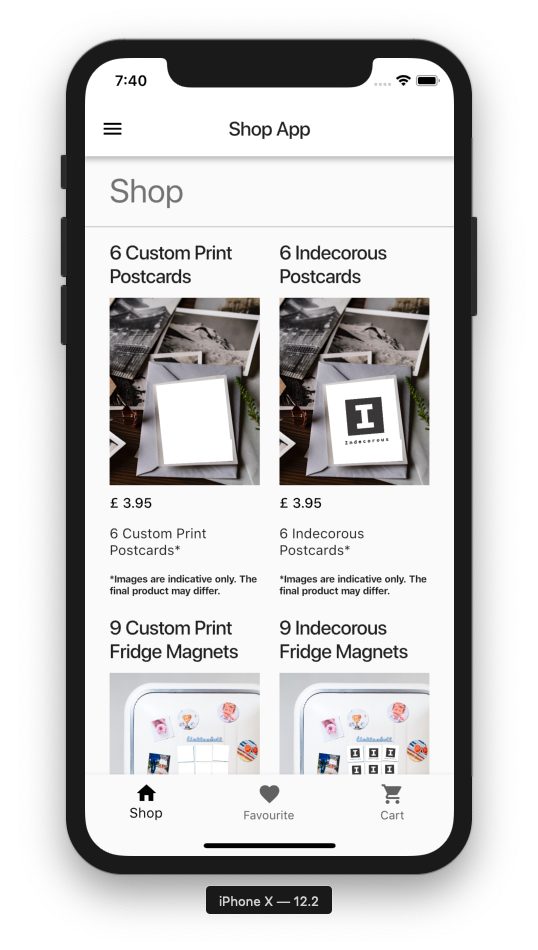 7:40
Shop App
Shop
6 Custom Print
Postcards
6 Indecorous
Postcards
I
Indecorous
£ 3.95
£ 3.95
6 Custom Print
Postcards*
6 Indecorous
Postcards*
*Images are indicative only. The
final product may differ.
*Images are indicative only. The
final product may differ.
9 Custom Print
Fridge Magnets
9 Indecorous
Fridge Magnets
I I I
I I I
Shop
Favourite
Cart
iPhone X — 12.2